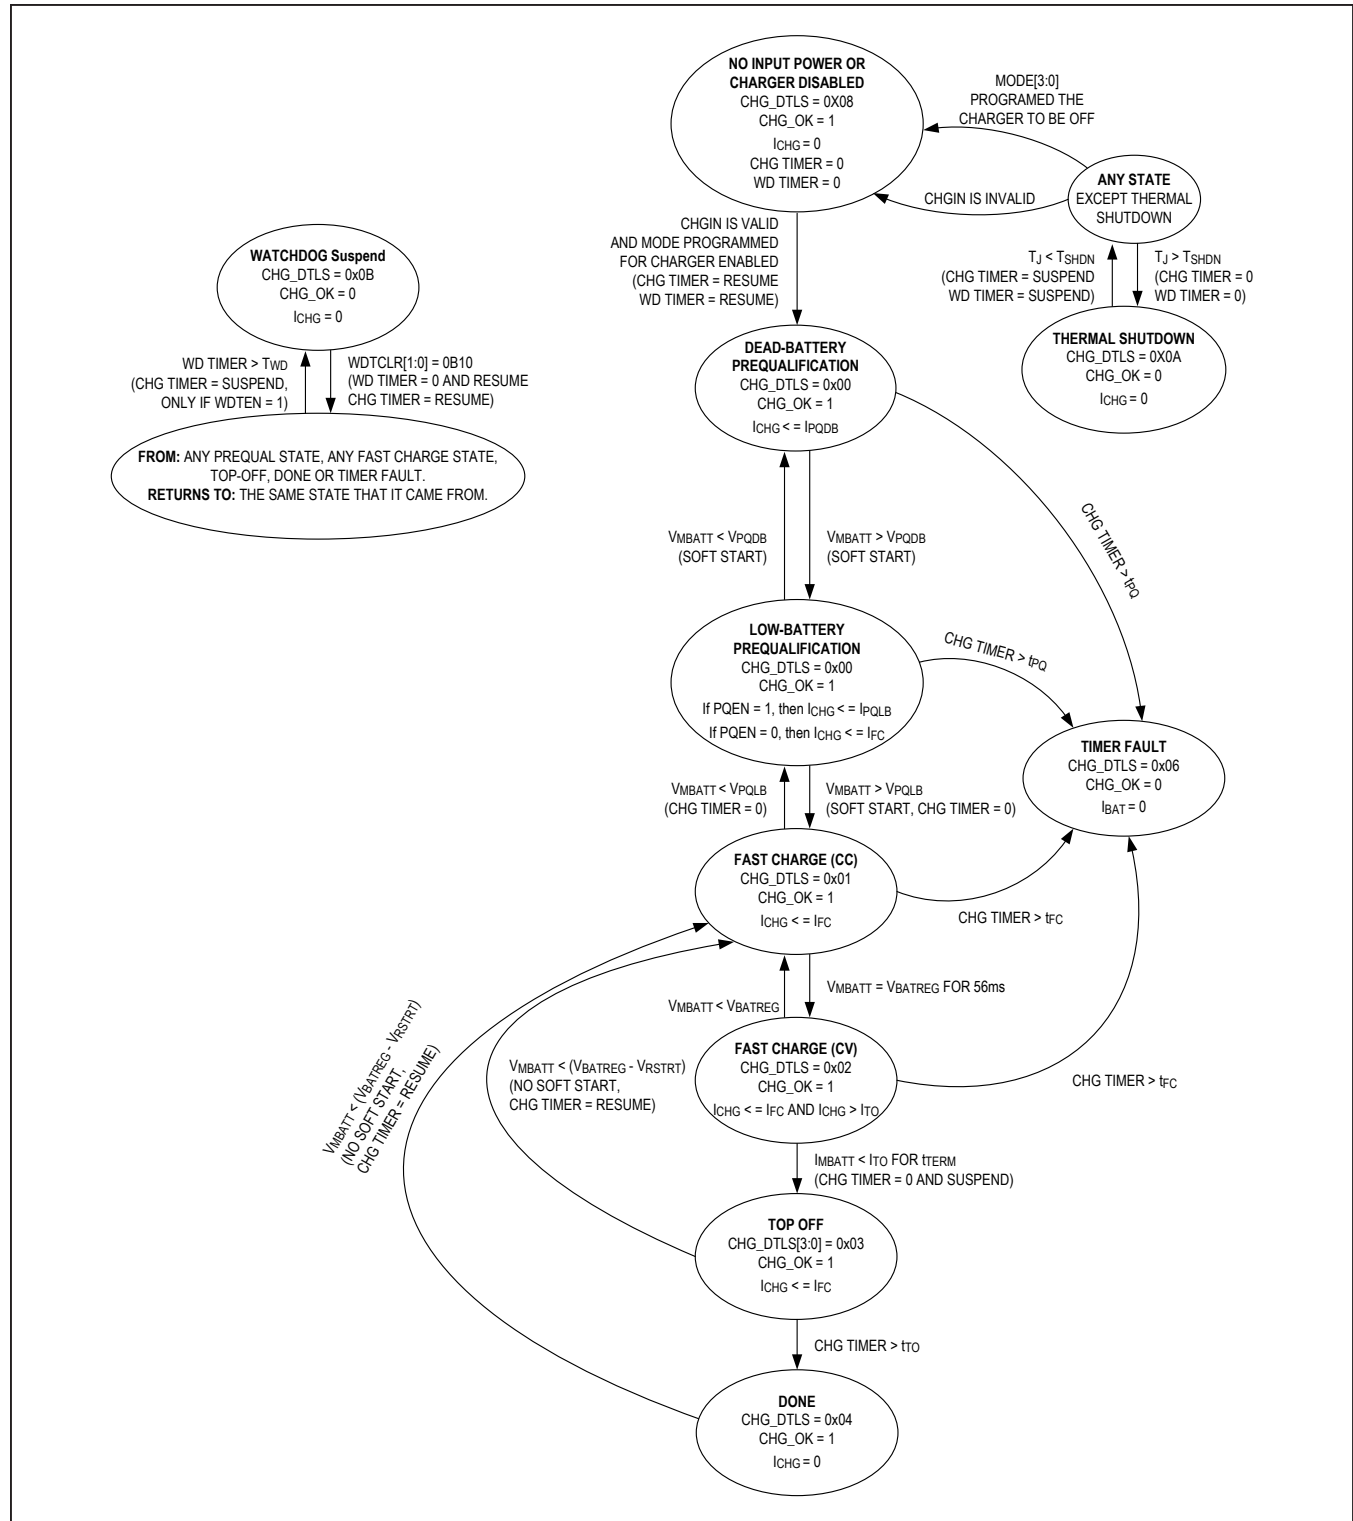 NO INPUT POWER OR
CHARGER DISABLED
CHG_DTLS = 0X08
CHG_OK = 1
ICHG = 0
CHG TIMER = 0
WD TIMER = 0
MODE[3:0]
PROGRAMED THE
CHARGER TO BE OFF
ANY STATE
EXCEPT THERMAL
SHUTDOWN
CHGIN IS INVALID
CHGIN IS VALID
AND MODE PROGRAMMED
FOR CHARGER ENABLED
(CHG TIMER = RESUME
WD TIMER = RESUME)
TJ < TSHDN
(CHG TIMER = SUSPEND
WD TIMER = SUSPEND)
TJ > TSHDN
(CHG TIMER = 0
WD TIMER = 0)
THERMAL SHUTDOWN
CHG_DTLS = 0X0A
CHG_OK = 0
ICHG = 0
WATCHDOG Suspend
CHG_DTLS = 0x0B
CHG_OK = 0
ICHG = 0
WD TIMER > TWD
(CHG TIMER = SUSPEND,
ONLY IF WDTEN = 1)
WDTCLR[1:0] = 0B10
(WD TIMER = 0 AND RESUME
CHG TIMER = RESUME)
FROM: ANY PREQUAL STATE, ANY FAST CHARGE STATE,
TOP-OFF, DONE OR TIMER FAULT.
RETURNS TO: THE SAME STATE THAT IT CAME FROM.
DEAD-BATTERY
PREQUALIFICATION
CHG_DTLS = 0x00
CHG_OK = 1
ICHG < = IPQDB
VMBATT < VPQDB
(SOFT START)
VMBATT > VPQDB
(SOFT START)
CHG TIMER > tPQ
LOW-BATTERY
PREQUALIFICATION
CHG_DTLS = 0x00
CHG_OK = 1
If PQEN = 1, then ICHG < = IPQLB
If PQEN = 0, then ICHG < = IFC
CHG TIMER > tPQ
TIMER FAULT
CHG_DTLS = 0x06
CHG_OK = 0
IBAT = 0
VMBATT < VPQLB
(CHG TIMER = 0)
VMBATT > VPQLB
(SOFT START, CHG TIMER = 0)
FAST CHARGE (CC)
CHG_DTLS = 0x01
CHG_OK = 1
ICHG < = IFC
CHG TIMER > tFC
VMBATT < VBATREG
VMBATT = VBATREG FOR 56ms
FAST CHARGE (CV)
CHG_DTLS = 0x02
CHG_OK = 1
ICHG < = IFC AND ICHG > ITO
CHG TIMER > tFC
VMBATT < (VBATREG - VRSTRT)
(NO SOFT START,
CHG TIMER = RESUME)
VMBATT < (VBATREG - VRSTRT)
(NO SOFT START,
CHG TIMER = RESUME)
IMBATT < ITO FOR tTERM
(CHG TIMER = 0 AND SUSPEND)
TOP OFF
CHG_DTLS[3:0] = 0x03
CHG_OK = 1
ICHG < = IFC
CHG TIMER > tTO
DONE
CHG_DTLS = 0x04
CHG_OK = 1
ICHG = 0